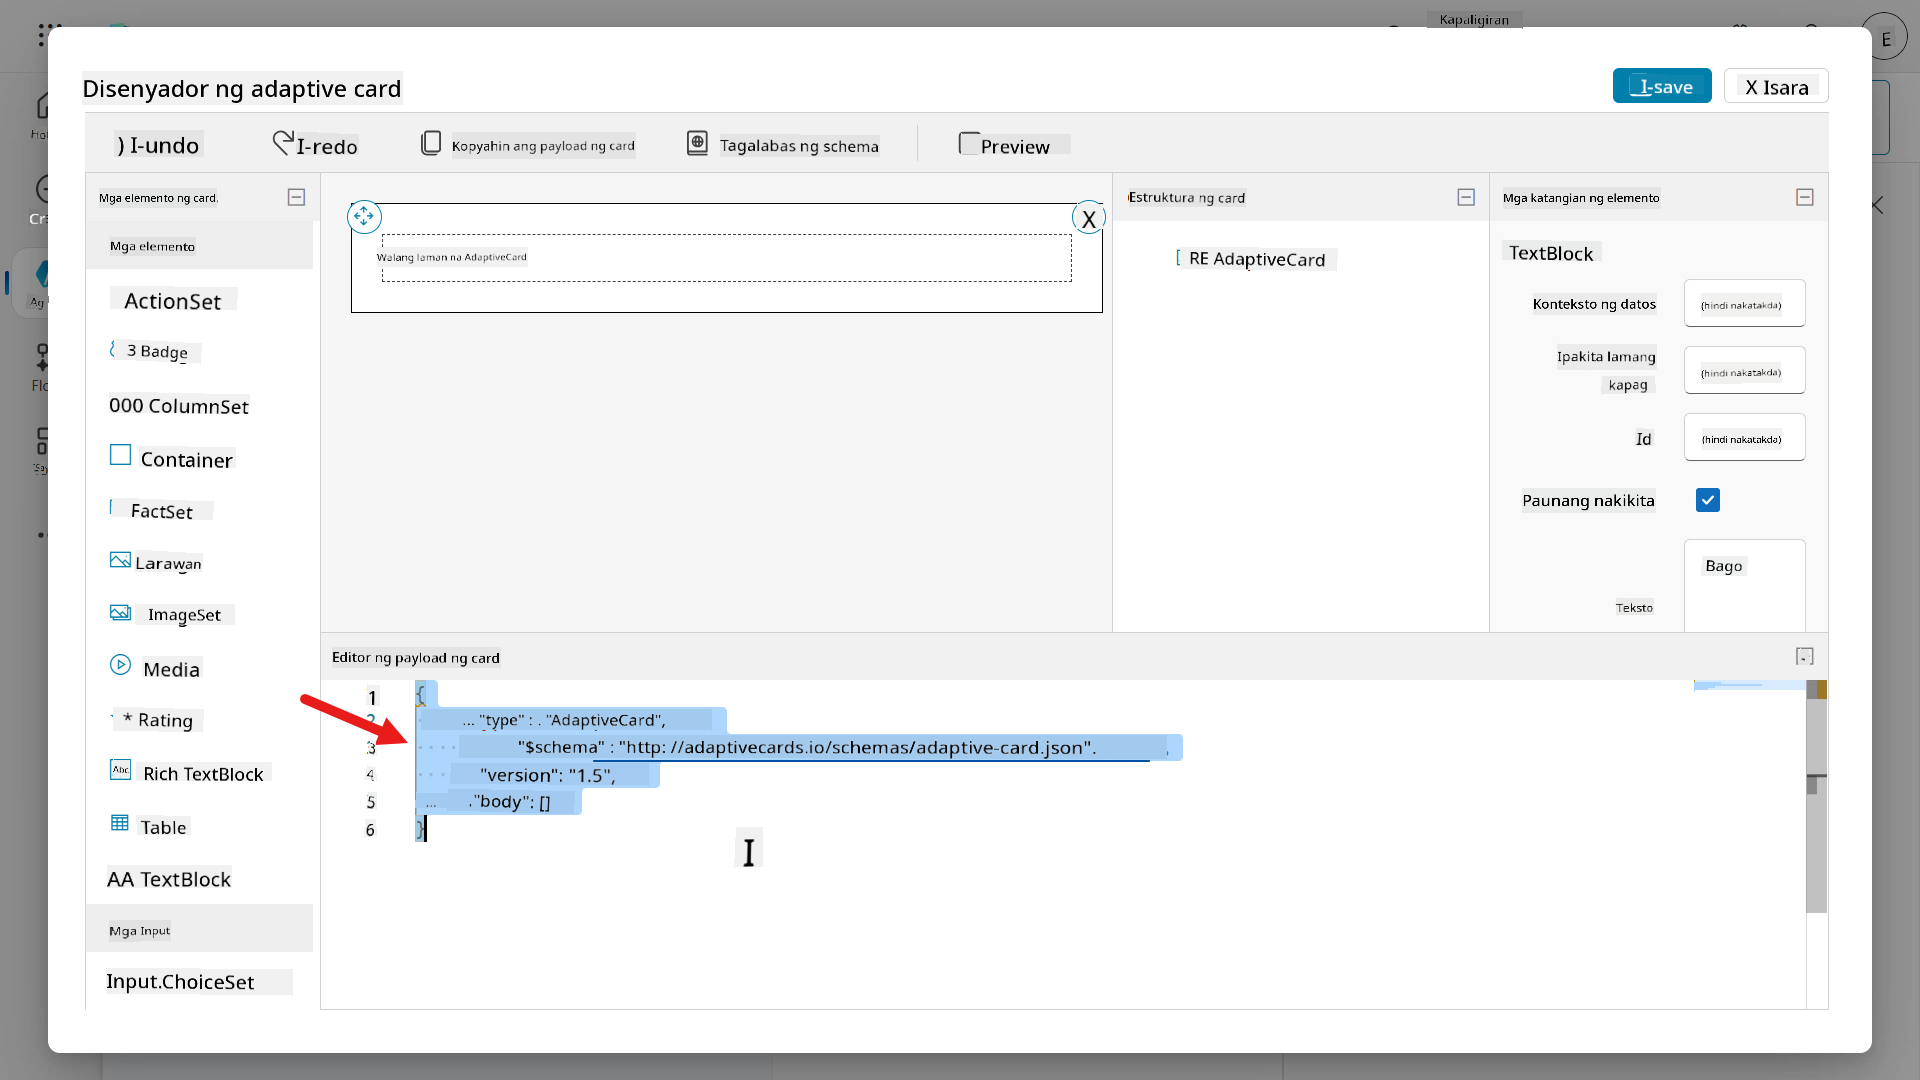 Kapaligiran
E
Disenyador ng adaptive card
I-save
X Isara
) I-undo
I-redo
Kopyahin ang payload ng card
Tagalabas ng schema
Preview
Mga elemento ng card.
Estruktura ng card
Mga katangian ng elemento
Mga elemento
ActionSet
3 Badge
000 ColumnSet
Container
FactSet
Larawan
ImageSet
Media
* Rating
Abc
Rich TextBlock
Table
AA TextBlock
Mga Input
Input.ChoiceSet
X
Walang laman na AdaptiveCard
RE AdaptiveCard
TextBlock
Konteksto ng datos
(hindi nakatakda)
Ipakita lamang
kapag
(hindi nakatakda)
Id
(hindi nakatakda)
Paunang nakikita
Bago
Teksto
Editor ng payload ng card
1 {
2 ... "type" : . "AdaptiveCard",
3 "$schema" : "http: //adaptivecards.io/schemas/adaptive-card.json".
4 "version": "1.5",
5 ... ."body": []
6 }
I